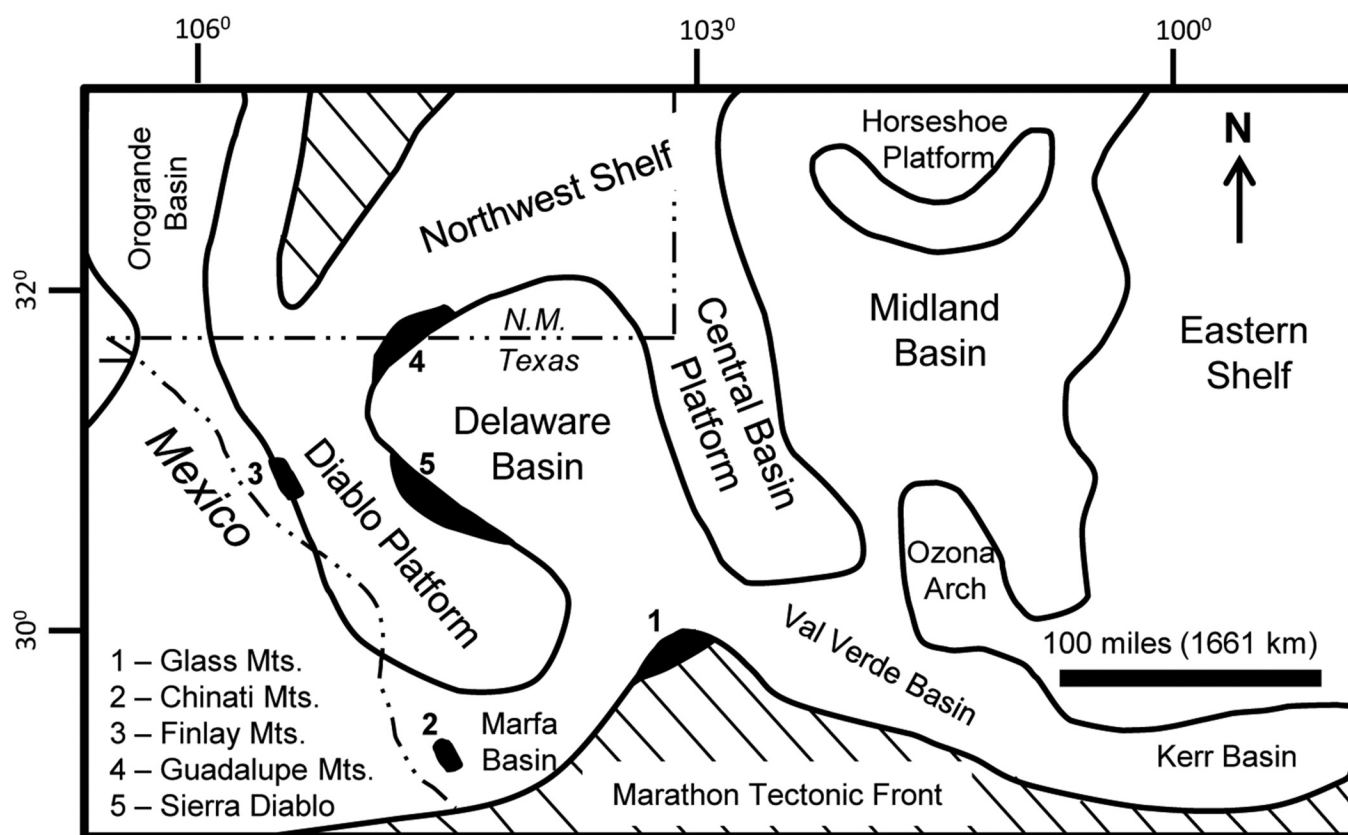 106⁰
103⁰
100⁰
32⁰
30⁰
Orogrande
Basin
Northwest Shelf
Horseshoe
Platform
N
N.M.
Texas
4
Midland
Basin
Eastern
Shelf
Central Basin
Platform
Delaware
Basin
5
Mexico
3
Diablo Platform
Ozona
Arch
1
Val Verde Basin
100 miles (1661 km)
1 – Glass Mts.
2 – Chinati Mts.
3 – Finlay Mts.
4 – Guadalupe Mts.
5 – Sierra Diablo
2
Marfa
Basin
Kerr Basin
Marathon Tectonic Front